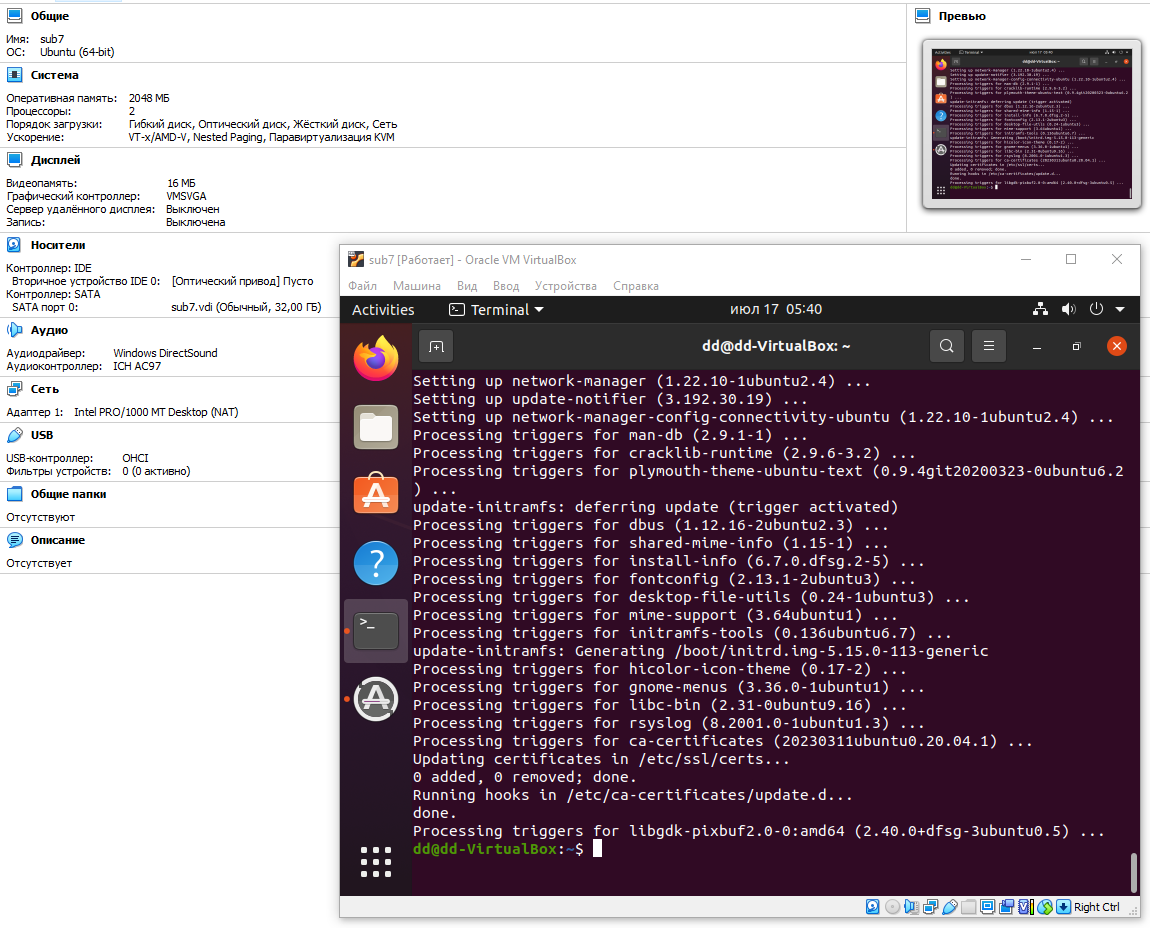 Общие
Имя: sub7
ОС: Ubuntu (64-bit)
Система
Оперативная память: 2048 МБ
Процессоры: 2
Порядок загрузки: Гибкий диск, Оптический диск, Жёсткий диск, Сеть
Ускорение: VT-x/AMD-V, Nested Paging, Паравиртуализация KVM
Дисплей
Видеопамять: 16 МБ
Графический контроллер: VMSVGA
Сервер удалённого дисплея: Выключен
Запись: Выключена
Носители
Контроллер: IDE
Вторичное устройство IDE 0: [Оптический привод] Пусто
Контроллер: SATA
SATA порт 0: sub7.vdi (Обычный, 32,00 ГБ)
Аудио
Аудиодрайвер: Windows DirectSound
Аудиоконтроллер: ICH AC97
Сеть
Адаптер 1: Intel PRO/1000 MT Desktop (NAT)
USB
USB-контроллер: OHCI
Фильтры устройств: 0 (0 активно)
Общие папки
Отсутствуют
Описание
Отсутствует
Превью
sub7 [Работает] - Oracle VM VirtualBox
Файл Машина Вид Ввод Устройства Справка
Activities Terminal июл 17 05:40
dd@dd-VirtualBox: ~
Setting up network-manager (1.22.10-1ubuntu2.4) ...
Setting up update-notifier (3.192.30.19) ...
Setting up network-manager-config-connectivity-ubuntu (1.22.10-1ubuntu2.4) ...
Processing triggers for man-db (2.9.1-1) ...
Processing triggers for cracklib-runtime (2.9.6-3.2) ...
Processing triggers for plymouth-theme-ubuntu-text (0.9.4git20200323-0ubuntu6.2
) ...
update-initramfs: deferring update (trigger activated)
Processing triggers for dbus (1.12.16-2ubuntu2.3) ...
Processing triggers for shared-mime-info (1.15-1) ...
Processing triggers for install-info (6.7.0.dfsg.2-5) ...
Processing triggers for fontconfig (2.13.1-2ubuntu3) ...
Processing triggers for desktop-file-utils (0.24-1ubuntu3) ...
Processing triggers for mime-support (3.64ubuntu1) ...
Processing triggers for initramfs-tools (0.136ubuntu6.7) ...
update-initramfs: Generating /boot/initrd.img-5.15.0-113-generic
Processing triggers for hicolor-icon-theme (0.17-2) ...
Processing triggers for gnome-menus (3.36.0-1ubuntu1) ...
Processing triggers for libc-bin (2.31-0ubuntu9.16) ...
Processing triggers for rsyslog (8.2001.0-1ubuntu1.3) ...
Processing triggers for ca-certificates (20230311ubuntu0.20.04.1) ...
Updating certificates in /etc/ssl/certs...
0 added, 0 removed; done.
Running hooks in /etc/ca-certificates/update.d...
done.
Processing triggers for libgdk-pixbuf2.0-0:amd64 (2.40.0+dfsg-3ubuntu0.5) ...
dd@dd-VirtualBox:~$
Right Ctrl